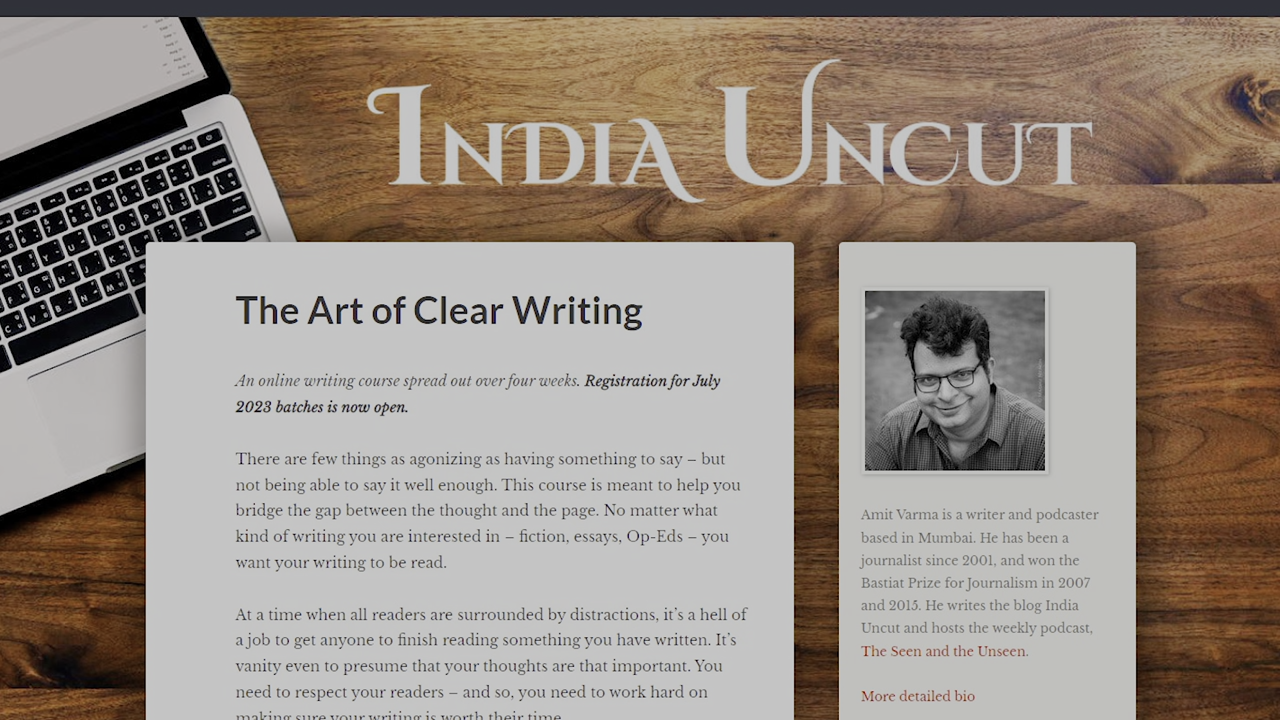 India Uncut
The Art of Clear Writing
An online writing course spread out over four weeks. Registration for July
2023 batches is now open.
There are few things as agonizing as having something to say – but
not being able to say it well enough. This course is meant to help you
bridge the gap between the thought and the page. No matter what
kind of writing you are interested in – fiction, essays, Op-Eds – you
want your writing to be read.
At a time when all readers are surrounded by distractions, it’s a hell of
a job to get anyone to finish reading something you have written. It’s
vanity even to presume that your thoughts are that important. You
need to respect your readers – and so, you need to work hard on
making sure your writing is worth their time.
Amit Varma is a writer and podcaster
based in Mumbai. He has been a
journalist since 2001, and won the
Bastiat Prize for Journalism in 2007
and 2015. He writes the blog India
Uncut and hosts the weekly podcast,
The Seen and the Unseen.
More detailed bio